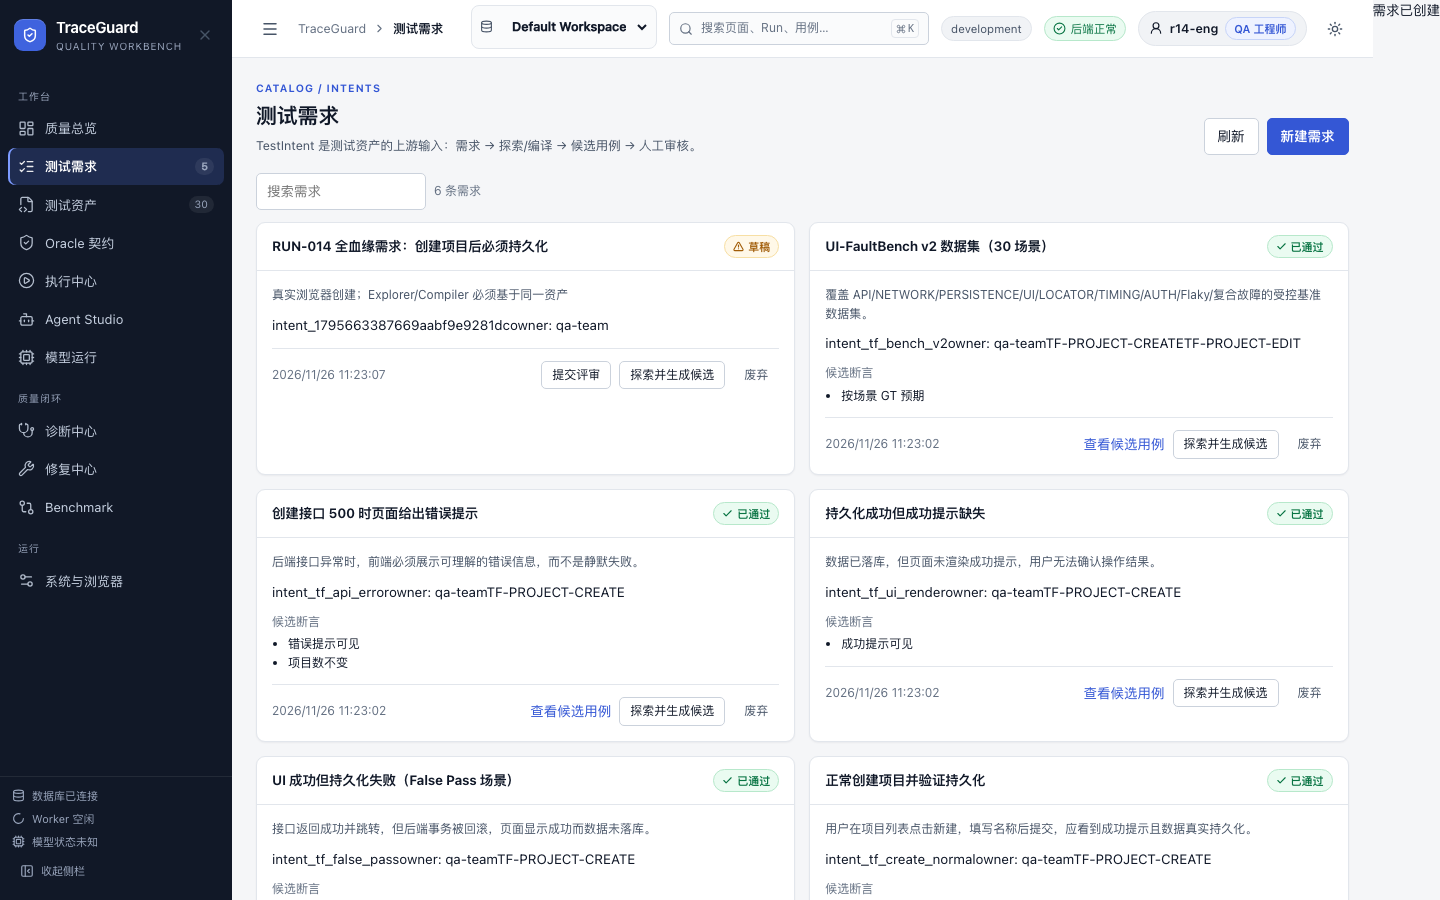 TraceGuard
QUALITY WORKBENCH
工作台
质量总览
测试需求 5
测试资产 30
Oracle 契约
执行中心
Agent Studio
模型运行
质量闭环
诊断中心
修复中心
Benchmark
运行
系统与浏览器
数据库已连接
Worker 空闲
模型状态未知
收起侧栏
TraceGuard > 测试需求
Default Workspace
搜索页面、Run、用例... ⌘K
development
后端正常
r14-eng QA 工程师
需求已创建
CATALOG / INTENTS
测试需求
TestIntent 是测试资产的上游输入：需求 → 探索/编译 → 候选用例 → 人工审核。
刷新
新建需求
搜索需求
6 条需求
RUN-014 全血缘需求：创建项目后必须持久化
草稿
真实浏览器创建；Explorer/Compiler 必须基于同一资产
intent_1795663387669aabf9e9281dcowner: qa-team
2026/11/26 11:23:07
提交评审
探索并生成候选
废弃
UI-FaultBench v2 数据集（30 场景）
已通过
覆盖 API/NETWORK/PERSISTENCE/UI/LOCATOR/TIMING/AUTH/Flaky/复合故障的受控基准
数据集。
intent_tf_bench_v2owner: qa-teamTF-PROJECT-CREATETF-PROJECT-EDIT
候选断言
• 按场景 GT 预期
2026/11/26 11:23:02
查看候选用例
探索并生成候选
废弃
创建接口 500 时页面给出错误提示
已通过
后端接口异常时，前端必须展示可理解的错误信息，而不是静默失败。
intent_tf_api_errorowner: qa-teamTF-PROJECT-CREATE
候选断言
• 错误提示可见
• 项目数不变
2026/11/26 11:23:02
查看候选用例
探索并生成候选
废弃
持久化成功但成功提示缺失
已通过
数据已落库，但页面未渲染成功提示，用户无法确认操作结果。
intent_tf_ui_renderowner: qa-teamTF-PROJECT-CREATE
候选断言
• 成功提示可见
2026/11/26 11:23:02
查看候选用例
探索并生成候选
废弃
UI 成功但持久化失败（False Pass 场景）
已通过
接口返回成功并跳转，但后端事务被回滚，页面显示成功而数据未落库。
intent_tf_false_passowner: qa-teamTF-PROJECT-CREATE
候选断言
正常创建项目并验证持久化
已通过
用户在项目列表点击新建，填写名称后提交，应看到成功提示且数据真实持久化。
intent_tf_create_normalowner: qa-teamTF-PROJECT-CREATE
候选断言